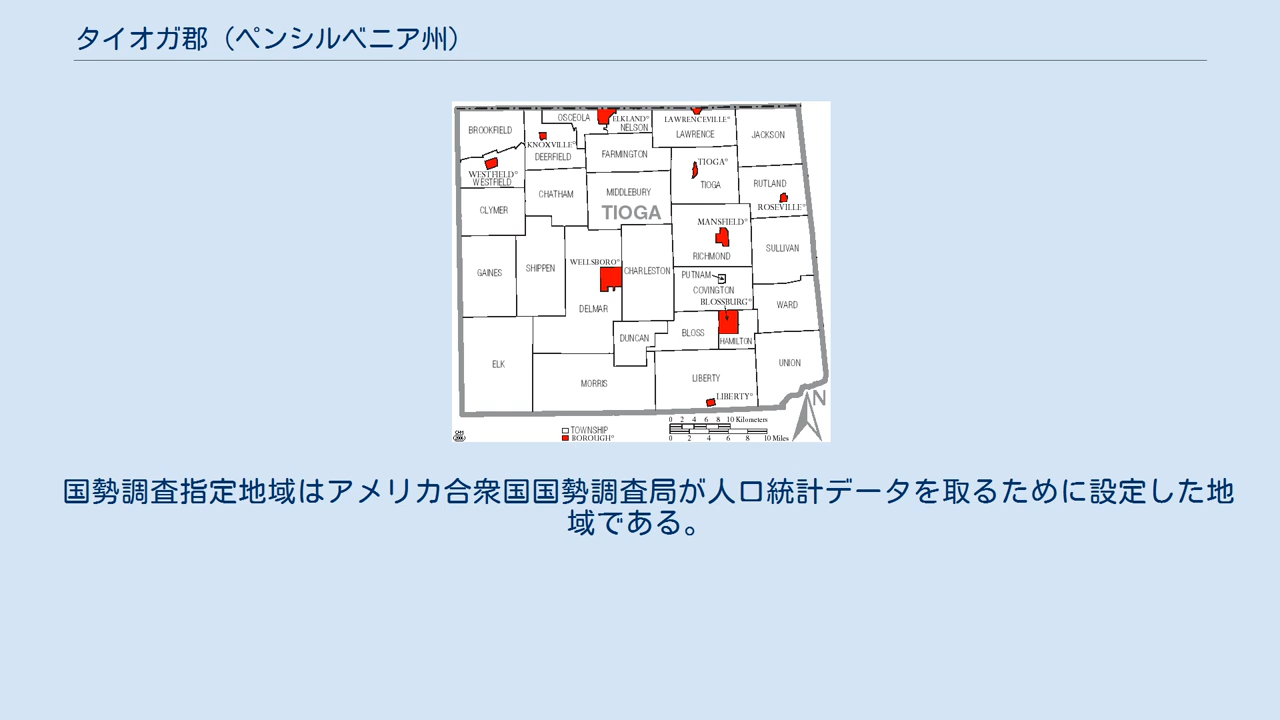 タイオガ郡（ペンシルベニア州）
OSCEOLA
ELKLAND°
NELSON
LAWRENCEVILLE°
BROOKFIELD
LAWRENCE
JACKSON
KNOXVILLE°
DEERFIELD
FARMINGTON
TIOGA°
WESTFIELD°
WESTFIELD
TIOGA
RUTLAND
CHATHAM
MIDDLEBURY
ROSEVILLE°
CLYMER
TIOGA
MANSFIELD°
SULLIVAN
RICHMOND
WELLSBORO°
GAINES
SHIPPEN
CHARLESTON
PUTNAM
COVINGTON
BLOSSBURG°
WARD
DELMAR
DUNCAN
BLOSS
HAMILTON
ELK
UNION
MORRIS
LIBERTY
LIBERTY°
N
0 2 4 6 8 10 Kilometers
0 2 4 6 8 10 Miles
TOWNSHIP
BOROUGH°
国勢調査指定地域はアメリカ合衆国国勢調査局が人口統計データを取るために設定した地
域である。